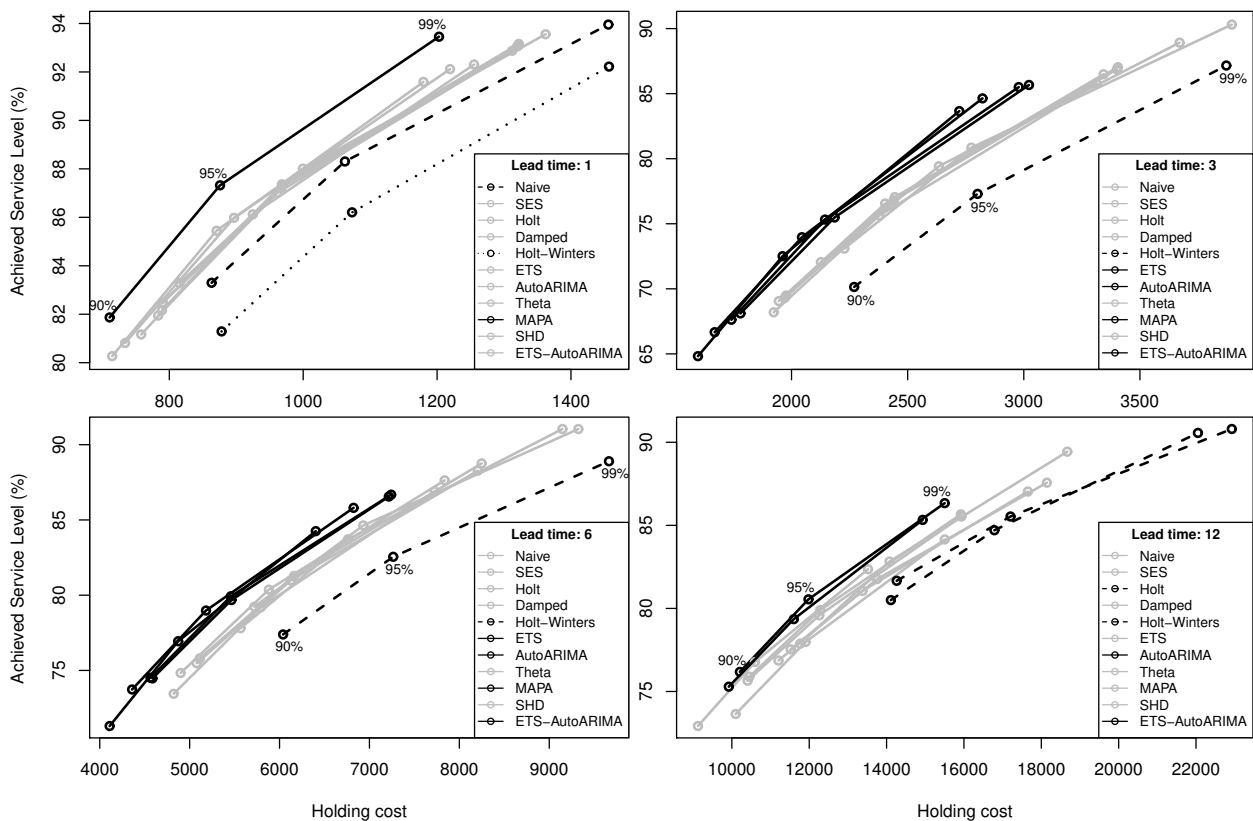 Achieved Service Level (%)
94
92
90
88
86
84
82
80
99%
95%
90%
Lead time: 1
Naive
SES
Holt
Damped
Holt−Winters
ETS
AutoARIMA
Theta
MAPA
SHD
ETS−AutoARIMA
800
1000
1200
1400
90
85
80
75
70
65
99%
95%
90%
Lead time: 3
Naive
SES
Holt
Damped
Holt−Winters
ETS
AutoARIMA
Theta
MAPA
SHD
ETS−AutoARIMA
2000
2500
3000
3500
Achieved Service Level (%)
90
85
80
75
99%
95%
90%
Lead time: 6
Naive
SES
Holt
Damped
Holt−Winters
ETS
AutoARIMA
Theta
MAPA
SHD
ETS−AutoARIMA
4000
5000
6000
7000
8000
9000
Holding cost
90
85
80
75
99%
95%
90%
Lead time: 12
Naive
SES
Holt
Damped
Holt−Winters
ETS
AutoARIMA
Theta
MAPA
SHD
ETS−AutoARIMA
10000
12000
14000
16000
18000
20000
22000
Holding cost